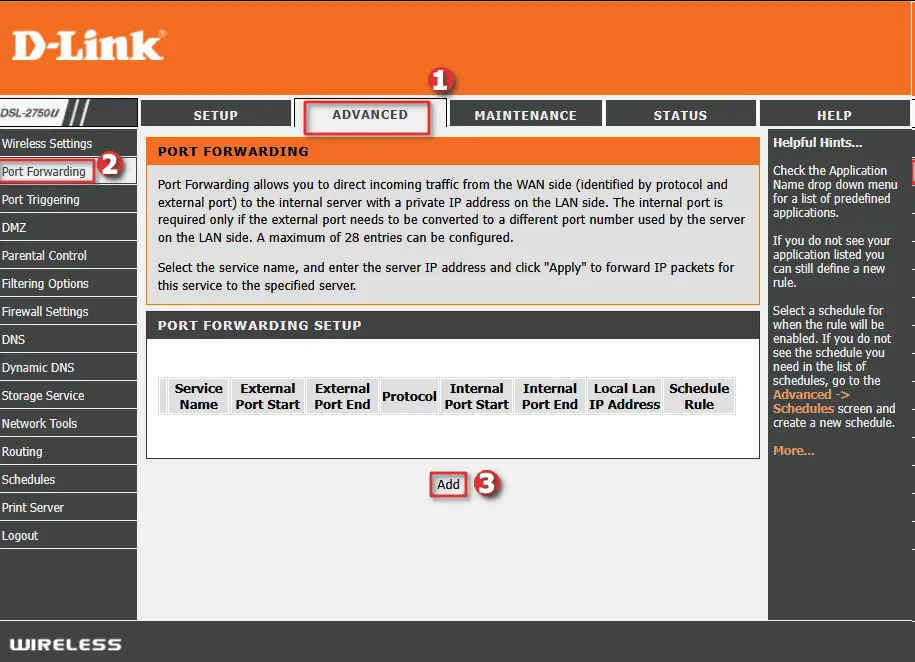 D-Link
1
DSL-2750U
SETUP
ADVANCED
MAINTENANCE
STATUS
HELP
Wireless Settings
Port Forwarding
2
Port Triggering
DMZ
Parental Control
Filtering Options
Firewall Settings
DNS
Dynamic DNS
Storage Service
Network Tools
Routing
Schedules
Print Server
Logout
PORT FORWARDING
Port Forwarding allows you to direct incoming traffic from the WAN side (identified by protocol and
external port) to the internal server with a private IP address on the LAN side. The internal port is
required only if the external port needs to be converted to a different port number used by the server
on the LAN side. A maximum of 28 entries can be configured.
Select the service name, and enter the server IP address and click "Apply" to forward IP packets for
this service to the specified server.
PORT FORWARDING SETUP
Service Name
External Port Start
External Port End
Protocol
Internal Port Start
Internal Port End
Local Lan IP Address
Schedule Rule
Add
3
Helpful Hints...
Check the Application
Name drop down menu
for a list of predefined
applications.
If you do not see your
application listed you
can still define a new
rule.
Select a schedule for
when the rule will be
enabled. If you do not
see the schedule you
need in the list of
schedules, go to the
Advanced ->
Schedules screen and
create a new schedule.
More...
WIRELESS